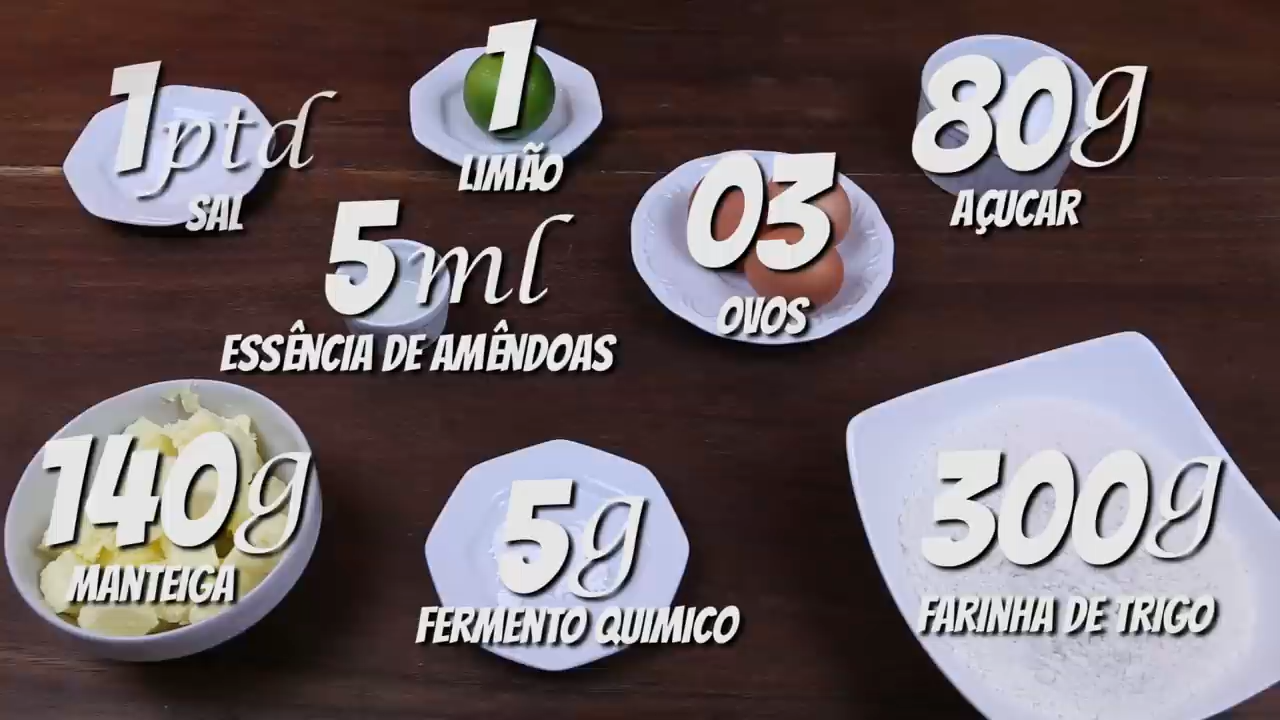 1ptd
SAL
1
LIMÃO
80g
AÇUCAR
03
OVOS
5ml
ESSÊNCIA DE AMÊNDOAS
140g
MANTEIGA
5g
FERMENTO QUIMICO
300g
FARINHA DE TRIGO